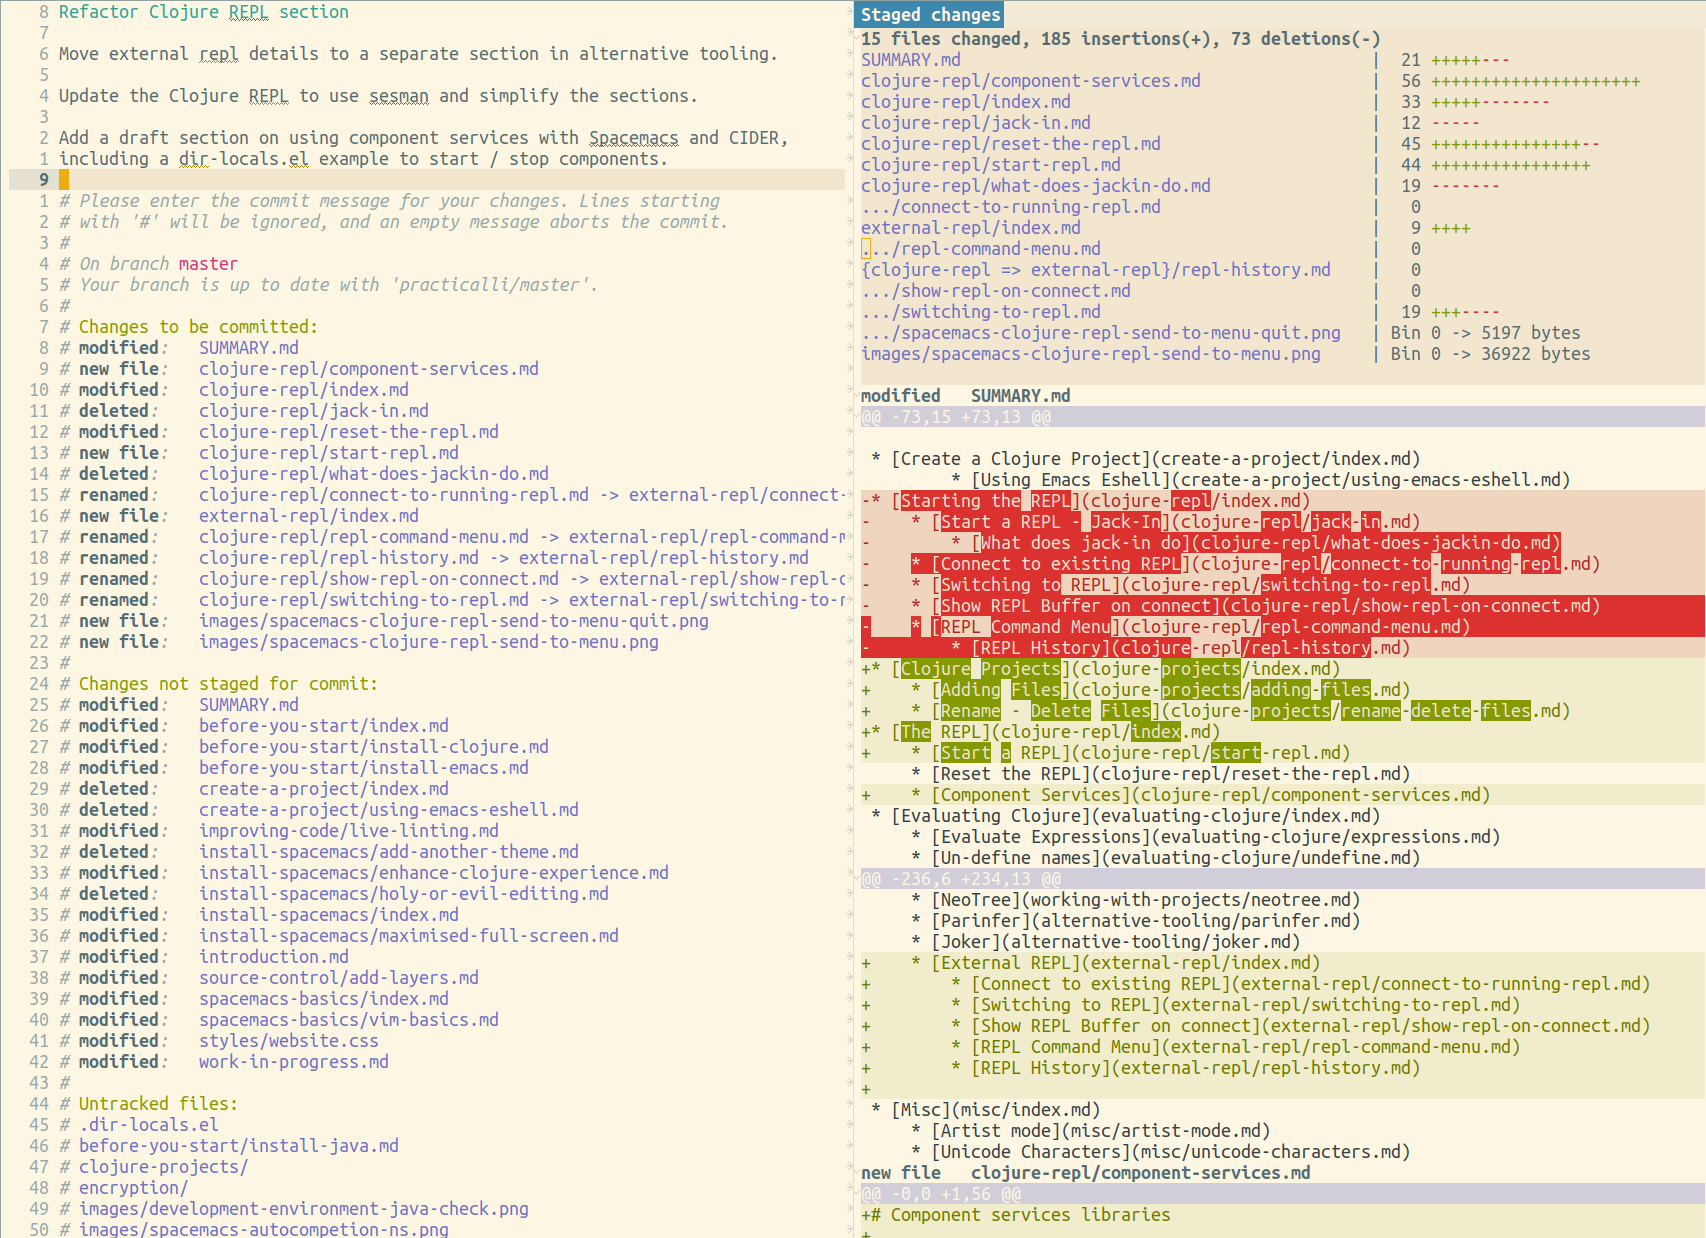 8 Refactor Clojure REPL section
7
6 Move external repl details to a separate section in alternative tooling.
5
4 Update the Clojure REPL to use sesman and simplify the sections.
3
2 Add a draft section on using component services with Spacemacs and CIDER,
1 including a dir-locals.el example to start / stop components.
9
1 # Please enter the commit message for your changes. Lines starting
2 # with '#' will be ignored, and an empty message aborts the commit.
3 #
4 # On branch master
5 # Your branch is up to date with 'practicalli/master'.
6 #
7 # Changes to be committed:
8 # modified:   SUMMARY.md
9 # new file:   clojure-repl/component-services.md
10 # modified:   clojure-repl/index.md
11 # deleted:    clojure-repl/jack-in.md
12 # modified:   clojure-repl/reset-the-repl.md
13 # new file:   clojure-repl/start-repl.md
14 # deleted:    clojure-repl/what-does-jackin-do.md
15 # renamed:    clojure-repl/connect-to-running-repl.md -> external-repl/connect-
16 # new file:   external-repl/index.md
17 # renamed:    clojure-repl/repl-command-menu.md -> external-repl/repl-command-m
18 # renamed:    clojure-repl/repl-history.md -> external-repl/repl-history.md
19 # renamed:    clojure-repl/show-repl-on-connect.md -> external-repl/show-repl-o
20 # renamed:    clojure-repl/switching-to-repl.md -> external-repl/switching-to-r
21 # new file:   images/spacemacs-clojure-repl-send-to-menu-quit.png
22 # new file:   images/spacemacs-clojure-repl-send-to-menu.png
23 #
24 # Changes not staged for commit:
25 # modified:   SUMMARY.md
26 # modified:   before-you-start/index.md
27 # modified:   before-you-start/install-clojure.md
28 # modified:   before-you-start/install-emacs.md
29 # deleted:    create-a-project/index.md
30 # deleted:    create-a-project/using-emacs-eshell.md
31 # modified:   improving-code/live-linting.md
32 # deleted:    install-spacemacs/add-another-theme.md
33 # modified:   install-spacemacs/enhance-clojure-experience.md
34 # deleted:    install-spacemacs/holy-or-evil-editing.md
35 # modified:   install-spacemacs/index.md
36 # modified:   install-spacemacs/maximised-full-screen.md
37 # modified:   introduction.md
38 # modified:   source-control/add-layers.md
39 # modified:   spacemacs-basics/index.md
40 # modified:   spacemacs-basics/vim-basics.md
41 # modified:   styles/website.css
42 # modified:   work-in-progress.md
43 #
44 # Untracked files:
45 # .dir-locals.el
46 # before-you-start/install-java.md
47 # clojure-projects/
48 # encryption/
49 # images/development-environment-java-check.png
50 # images/spacemacs-autocompetion-ns.png
Staged changes
15 files changed, 185 insertions(+), 73 deletions(-)
SUMMARY.md | 21 +++++---
clojure-repl/component-services.md | 56 +++++++++++++++++++++
clojure-repl/index.md | 33 +++++-------
clojure-repl/jack-in.md | 12 -----
clojure-repl/reset-the-repl.md | 45 +++++++++++++++--
clojure-repl/start-repl.md | 44 ++++++++++++++++
clojure-repl/what-does-jackin-do.md | 19 -------
.../connect-to-running-repl.md | 0
external-repl/index.md | 9 ++++
.../repl-command-menu.md | 0
{clojure-repl => external-repl}/repl-history.md | 0
.../show-repl-on-connect.md | 0
.../switching-to-repl.md | 19 +++----
.../spacemacs-clojure-repl-send-to-menu-quit.png | Bin 0 -> 5197 bytes
images/spacemacs-clojure-repl-send-to-menu.png | Bin 0 -> 36922 bytes
modified   SUMMARY.md
@@ -73,15 +73,13 @@
 * [Create a Clojure Project](create-a-project/index.md)
         * [Using Emacs Eshell](create-a-project/using-emacs-eshell.md)
-* [Starting the REPL](clojure-repl/index.md)
-    * [Start a REPL - Jack-In](clojure-repl/jack-in.md)
-        * [What does jack-in do](clojure-repl/what-does-jackin-do.md)
-    * [Connect to existing REPL](clojure-repl/connect-to-running-repl.md)
-    * [Switching to REPL](clojure-repl/switching-to-repl.md)
-    * [Show REPL Buffer on connect](clojure-repl/show-repl-on-connect.md)
-    * [REPL Command Menu](clojure-repl/repl-command-menu.md)
-        * [REPL History](clojure-repl/repl-history.md)
+* [Clojure Projects](clojure-projects/index.md)
+    * [Adding Files](clojure-projects/adding-files.md)
+    * [Rename - Delete Files](clojure-projects/rename-delete-files.md)
+* [The REPL](clojure-repl/index.md)
+    * [Start a REPL](clojure-repl/start-repl.md)
     * [Reset the REPL](clojure-repl/reset-the-repl.md)
+    * [Component Services](clojure-repl/component-services.md)
 * [Evaluating Clojure](evaluating-clojure/index.md)
     * [Evaluate Expressions](evaluating-clojure/expressions.md)
     * [Un-define names](evaluating-clojure/undefine.md)
@@ -236,6 +234,13 @@
     * [NeoTree](working-with-projects/neotree.md)
     * [Parinfer](alternative-tooling/parinfer.md)
     * [Joker](alternative-tooling/joker.md)
+    * [External REPL](external-repl/index.md)
+        * [Connect to existing REPL](external-repl/connect-to-running-repl.md)
+        * [Switching to REPL](external-repl/switching-to-repl.md)
+        * [Show REPL Buffer on connect](external-repl/show-repl-on-connect.md)
+        * [REPL Command Menu](external-repl/repl-command-menu.md)
+        * [REPL History](external-repl/repl-history.md)
+
 * [Misc](misc/index.md)
     * [Artist mode](misc/artist-mode.md)
     * [Unicode Characters](misc/unicode-characters.md)
new file   clojure-repl/component-services.md
@@ -0,0 +1,56 @@
+# Component services libraries
+